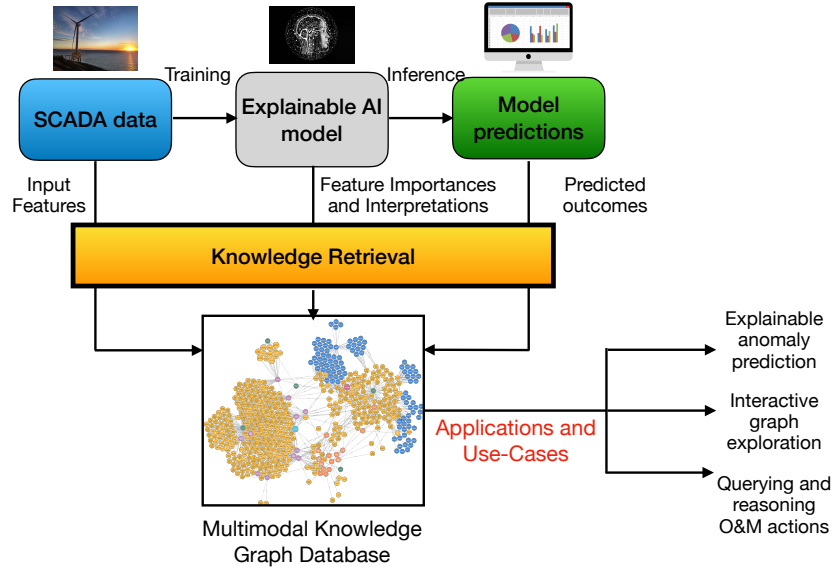 Training
Inference
SCADA data
Explainable AI
model
Model
predictions
Input
Features
Feature Importances
and Interpretations
Predicted
outcomes
Knowledge Retrieval
Explainable
anomaly
prediction
Applications and
Use-Cases
Interactive
graph
exploration
Querying and
reasoning
O&M actions
Multimodal Knowledge
Graph Database